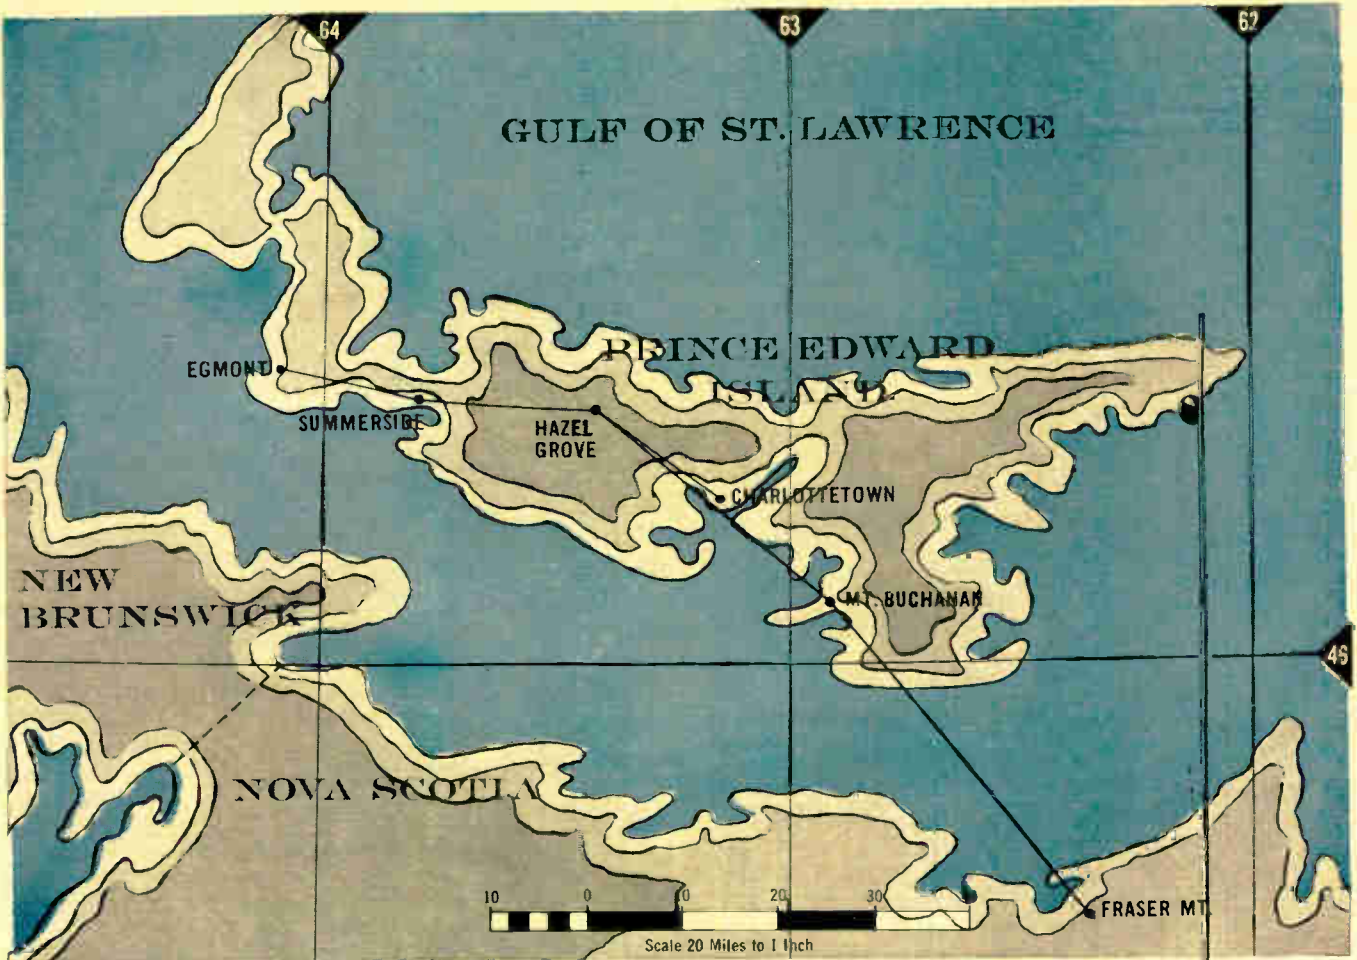 64
63
62
GULF OF ST. LAWRENCE
PRINCE EDWARD
ISLAND
EGMONT
SUMMERSIDE
HAZEL
GROVE
CHARLOTTETOWN
NEW
BRUNSWICK
MT. BUCHANAN
46
NOVA SCOTIA
10 0 10 20 30
FRASER MT.
Scale 20 Miles to 1 Inch